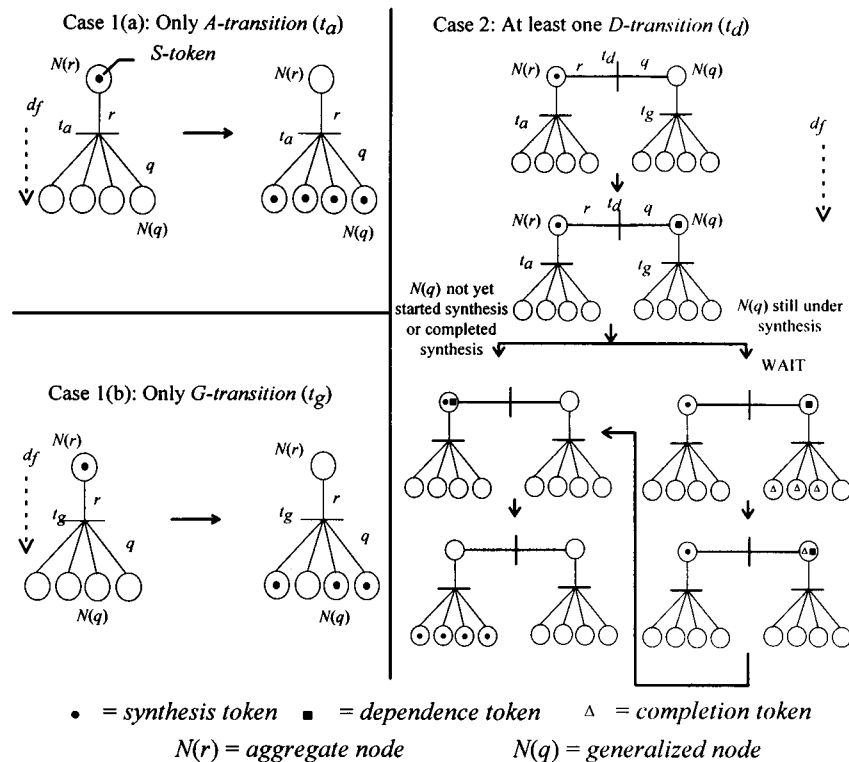 Case 1(a): Only A-transition (ta)
N(r)
S-token
df
r
ta
q
N(q)
N(r)
r
ta
q
N(q)
Case 1(b): Only G-transition (tg)
N(r)
df
r
tg
q
N(q)
N(r)
r
tg
q
N(q)
Case 2: At least one D-transition (td)
N(r)
r
td
q
N(q)
ta
tg
df
N(r)
r
td
q
N(q)
ta
tg
N(q) not yet
started synthesis
or completed
synthesis
N(q) still under
synthesis
WAIT
Δ Δ Δ
Δ■
• = synthesis token ■ = dependence token Δ = completion token
N(r) = aggregate node N(q) = generalized node